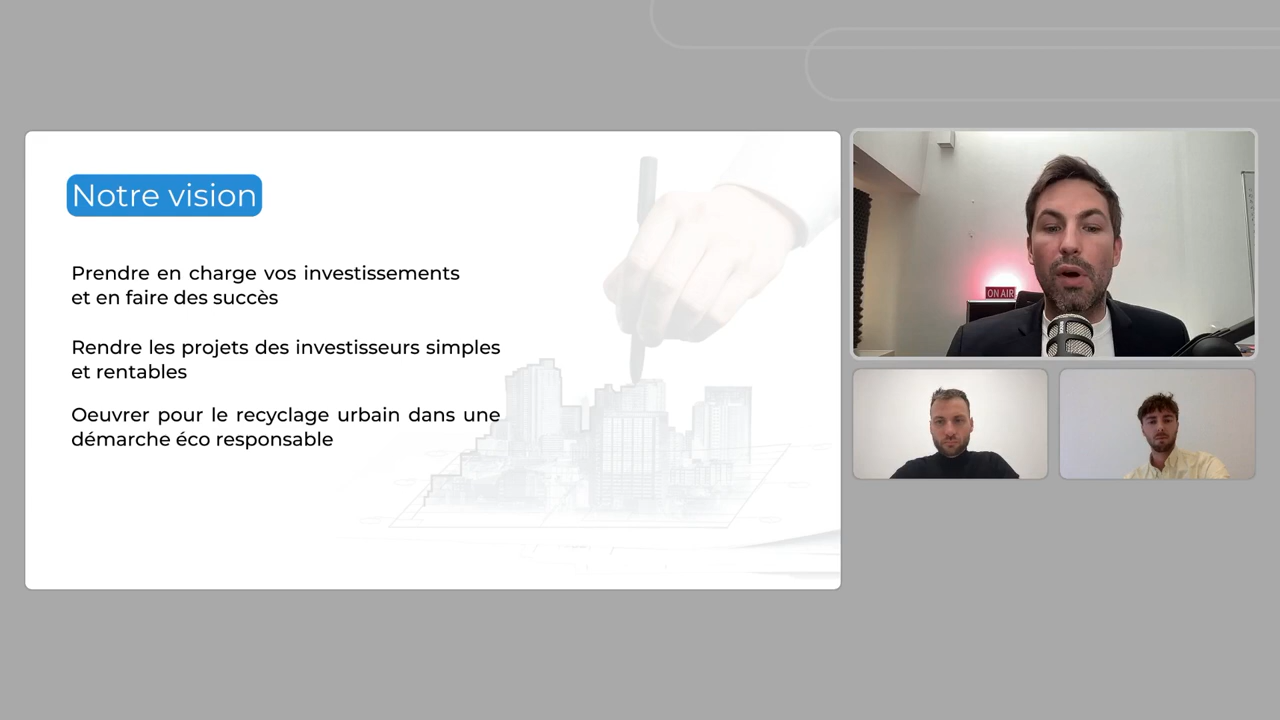 Notre vision
Prendre en charge vos investissements
et en faire des succès
Rendre les projets des investisseurs simples
et rentables
Oeuvrer pour le recyclage urbain dans une
démarche éco responsable
ON AIR